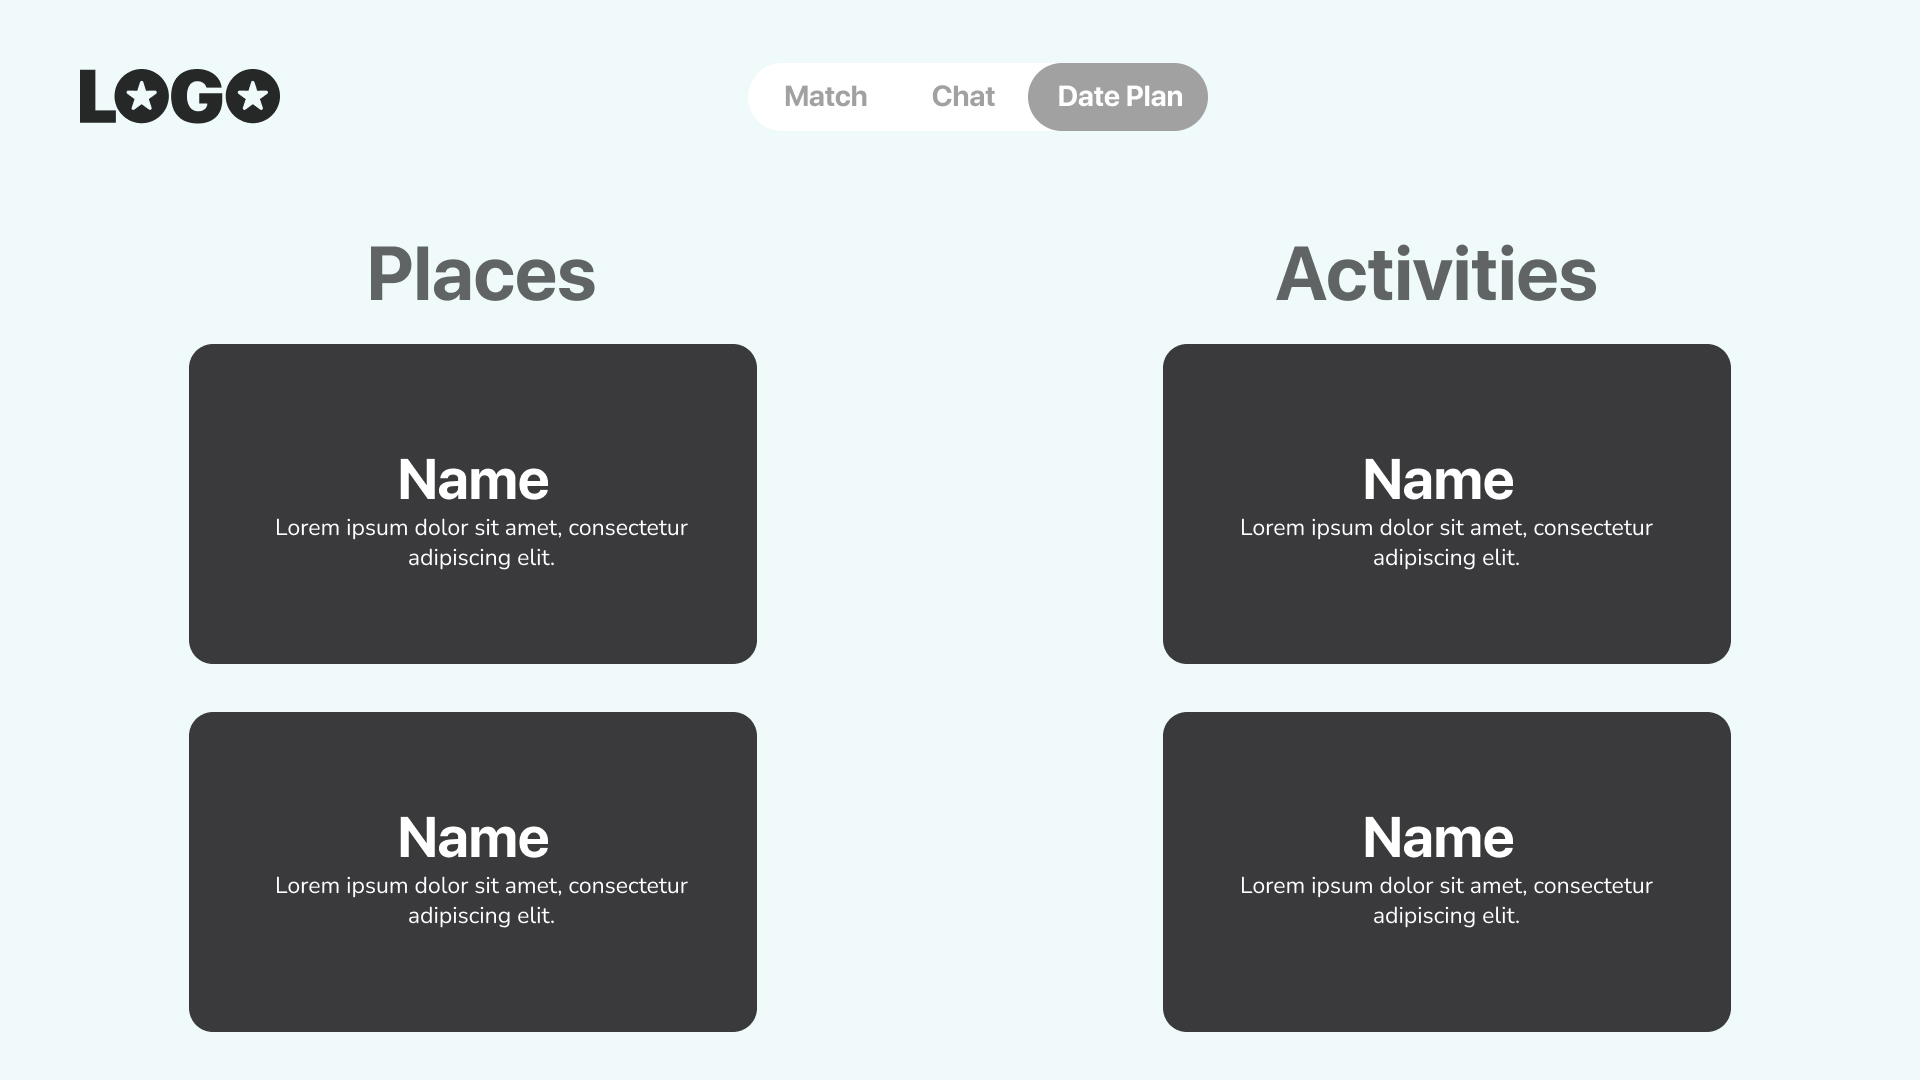 LOGO
Match
Chat
Date Plan
Places
Activities
Name
Lorem ipsum dolor sit amet, consectetur
adipiscing elit.
Name
Lorem ipsum dolor sit amet, consectetur
adipiscing elit.
Name
Lorem ipsum dolor sit amet, consectetur
adipiscing elit.
Name
Lorem ipsum dolor sit amet, consectetur
adipiscing elit.